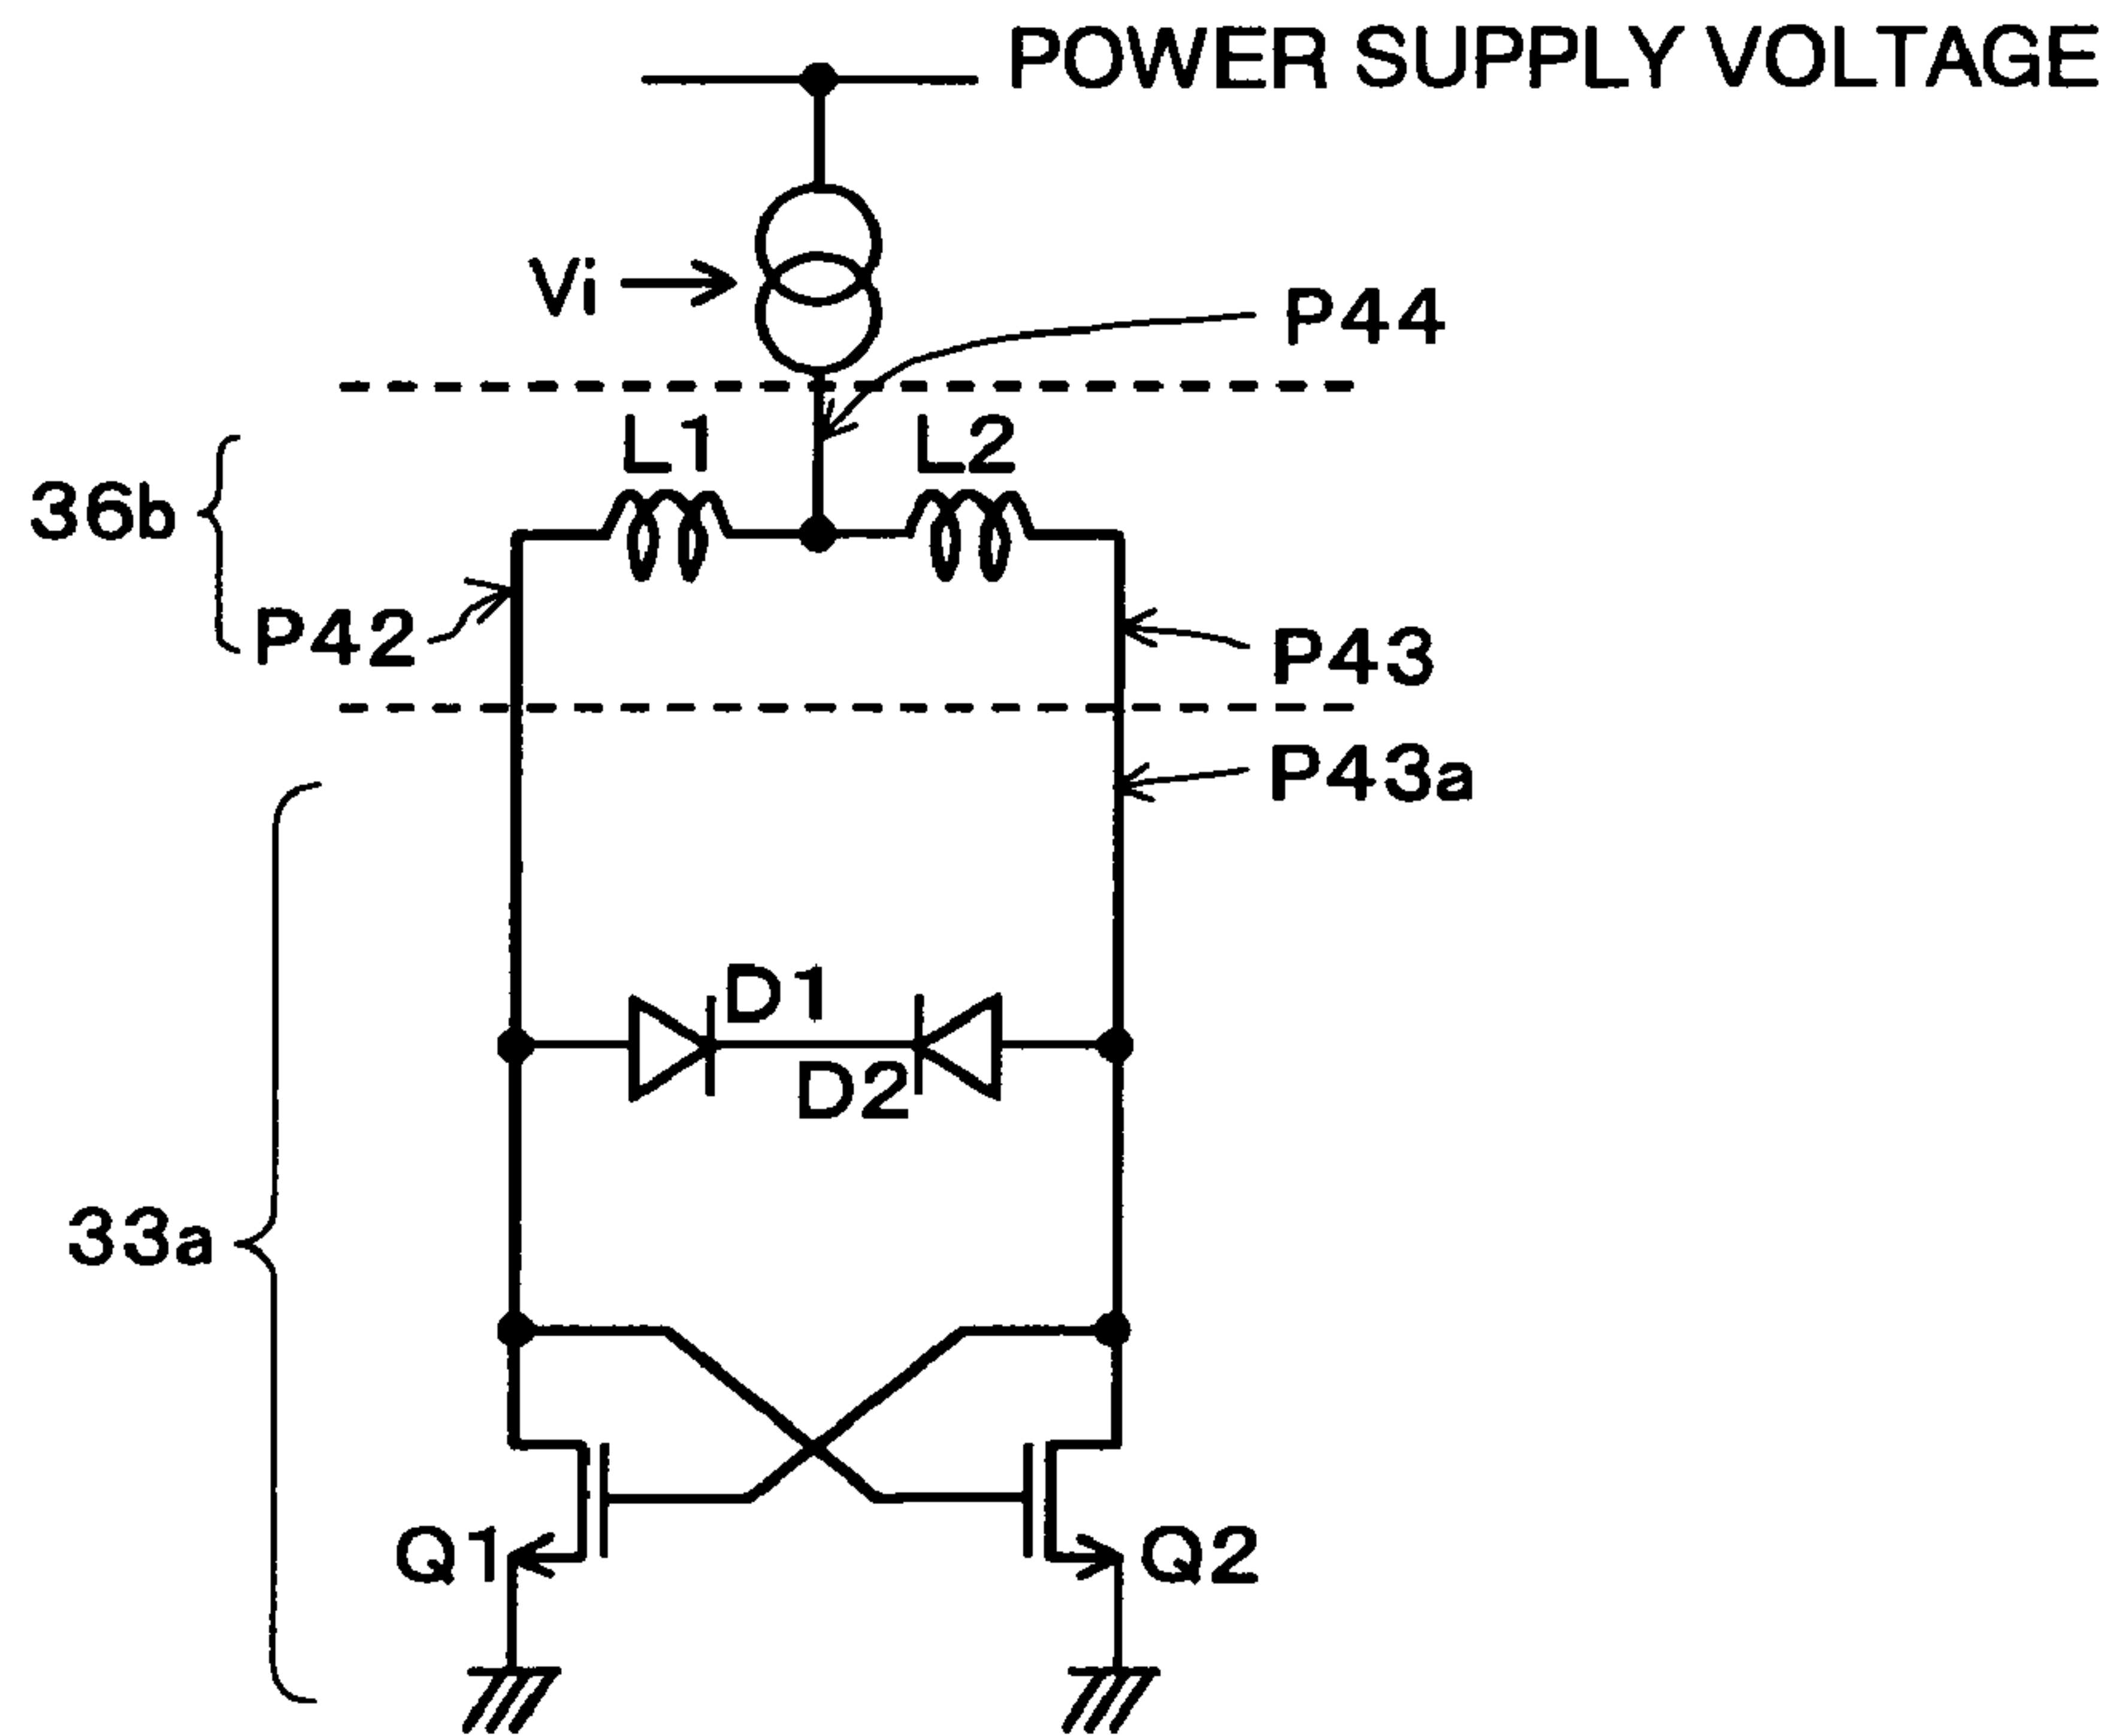 POWER SUPPLY VOLTAGE
Vi
P44
L1
L2
36b
P42
P43
P43a
D1
D2
33a
Q1
Q2